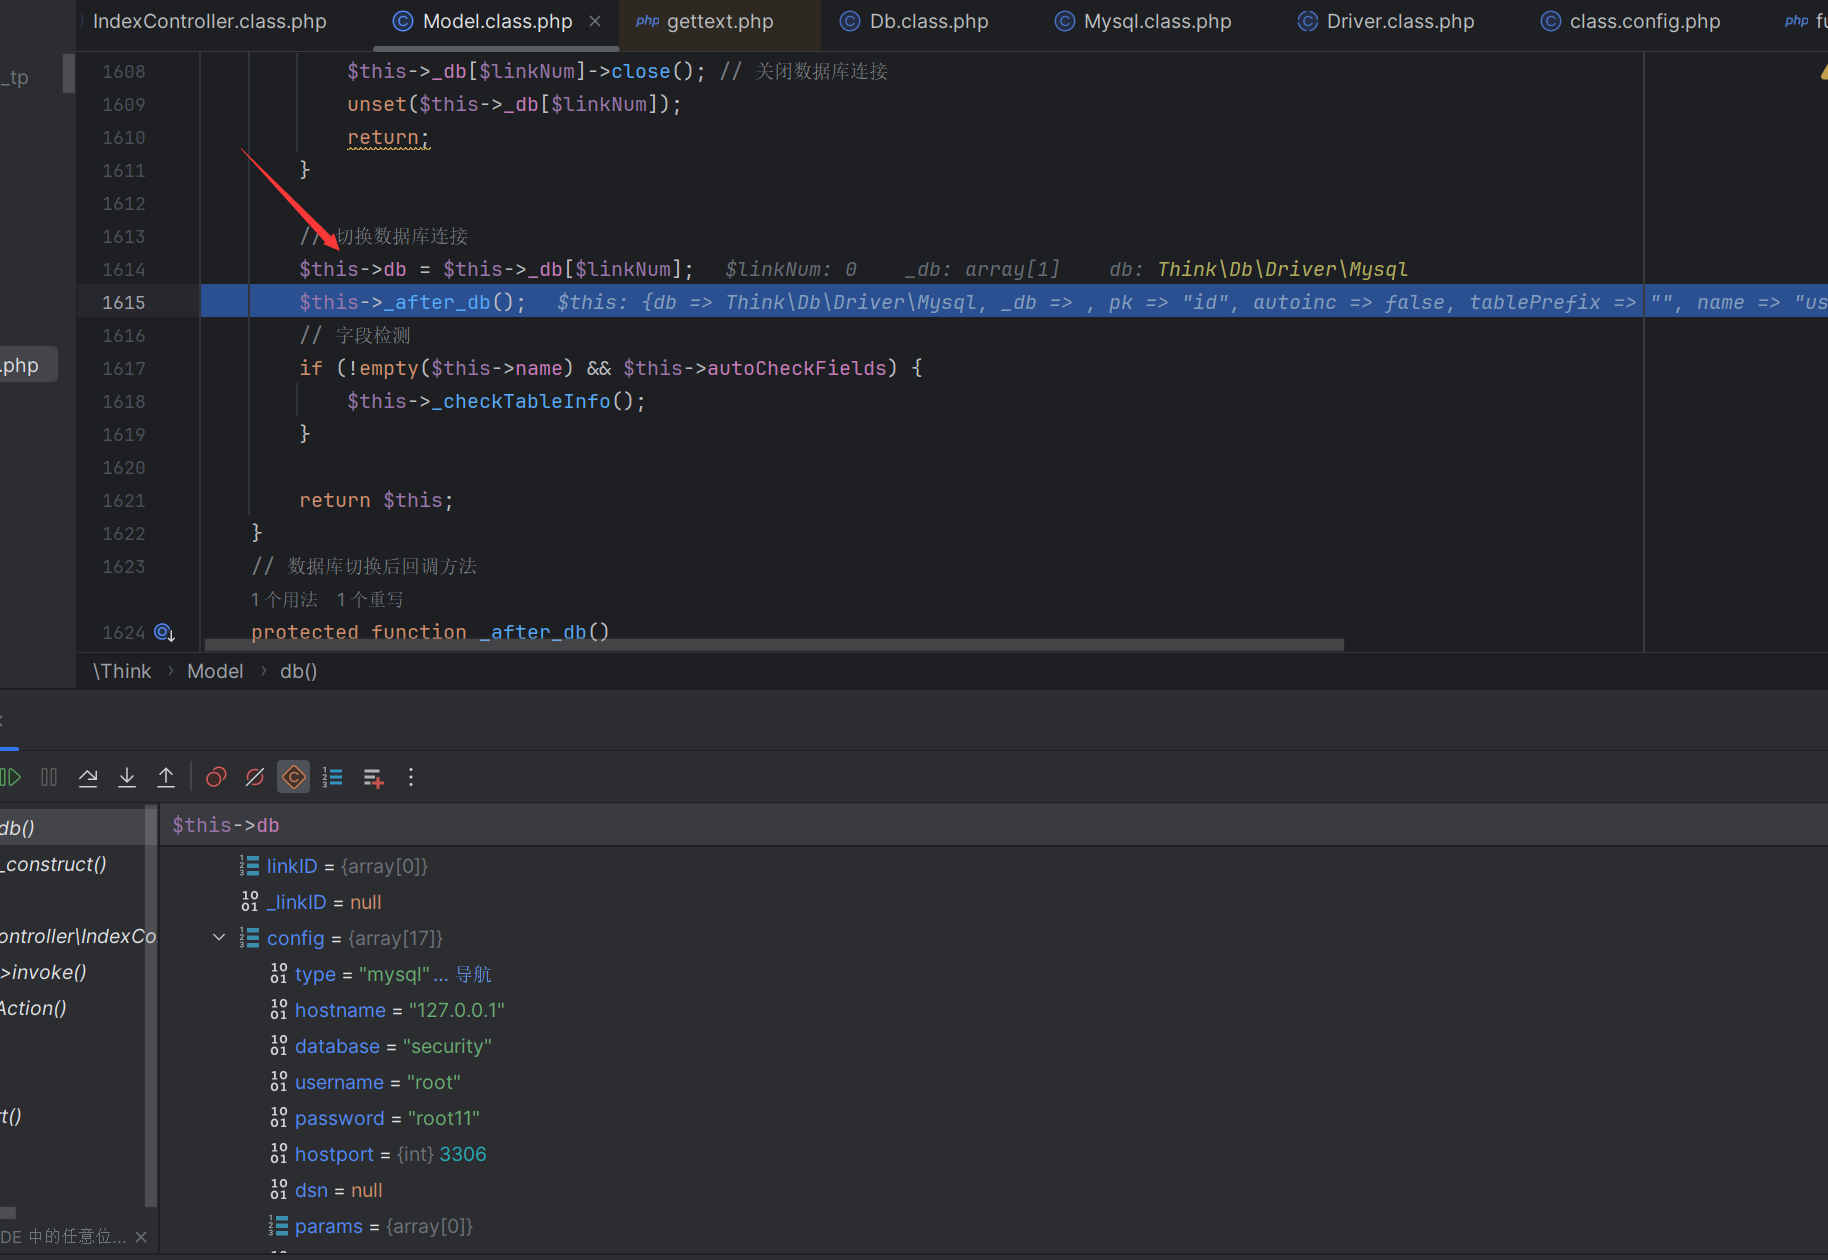 IndexController.class.php Model.class.php × php gettext.php Db.class.php Mysql.class.php Driver.class.php class.config.php php fu
_tp
1608 $this->_db[$linkNum]->close(); // 关闭数据库连接
1609 unset($this->_db[$linkNum]);
1610 return;
1611 }
1612
1613 // 切换数据库连接
1614 $this->db = $this->_db[$linkNum]; $linkNum: 0 _db: array[1] db: Think\Db\Driver\Mysql
1615 $this->_after_db(); $this: {db => Think\Db\Driver\Mysql, _db => , pk => "id", autoinc => false, tablePrefix => "", name => "us
1616 // 字段检测
.php
1617 if (!empty($this->name) && $this->autoCheckFields) {
1618 $this->_checkTableInfo();
1619 }
1620
1621 return $this;
1622 }
1623 // 数据库切换后回调方法
1 个用法 1 个重写
1624 protected function _after_db()
\Think › Model › db()
$this->db
db()
linkID = {array[0]}
_construct()
_linkID = null
ontroller\IndexCo
config = {array[17]}
>invoke()
type = "mysql"... 导航
Action()
hostname = "127.0.0.1"
database = "security"
username = "root"
t()
password = "root11"
hostport = {int} 3306
dsn = null
params = {array[0]}
DE 中的任意位... ×